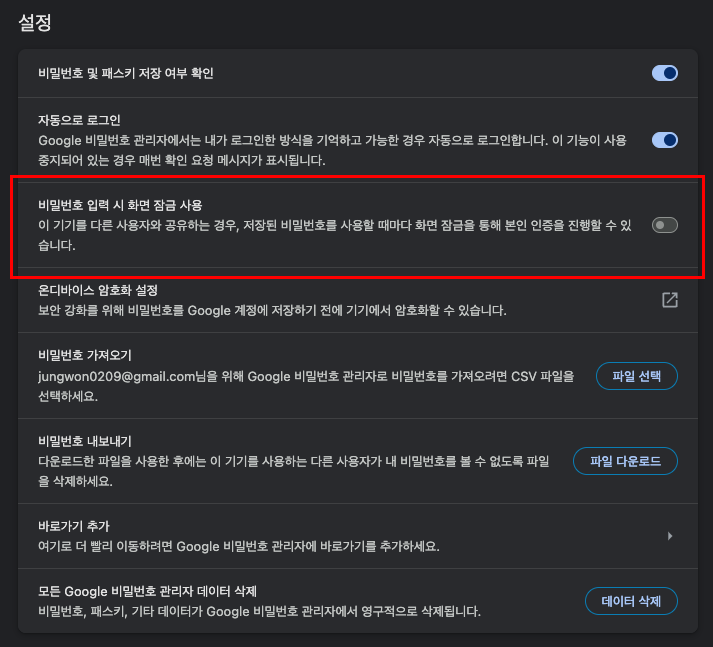 설정
비밀번호 및 패스키 저장 여부 확인
자동으로 로그인
Google 비밀번호 관리자에서는 내가 로그인한 방식을 기억하고 가능한 경우 자동으로 로그인합니다. 이 기능이 사용
중지되어 있는 경우 매번 확인 요청 메시지가 표시됩니다.
비밀번호 입력 시 화면 잠금 사용
이 기기를 다른 사용자와 공유하는 경우, 저장된 비밀번호를 사용할 때마다 화면 잠금을 통해 본인 인증을 진행할 수 있
습니다.
온디바이스 암호화 설정
보안 강화를 위해 비밀번호를 Google 계정에 저장하기 전에 기기에서 암호화할 수 있습니다.
비밀번호 가져오기
jungwon0209@gmail.com님을 위해 Google 비밀번호 관리자로 비밀번호를 가져오려면 CSV 파일을
선택하세요.
파일 선택
비밀번호 내보내기
다운로드한 파일을 사용한 후에는 이 기기를 사용하는 다른 사용자가 내 비밀번호를 볼 수 없도록 파일
을 삭제하세요.
파일 다운로드
바로가기 추가
여기로 더 빨리 이동하려면 Google 비밀번호 관리자에 바로가기를 추가하세요.
모든 Google 비밀번호 관리자 데이터 삭제
비밀번호, 패스키, 기타 데이터가 Google 비밀번호 관리자에서 영구적으로 삭제됩니다.
데이터 삭제